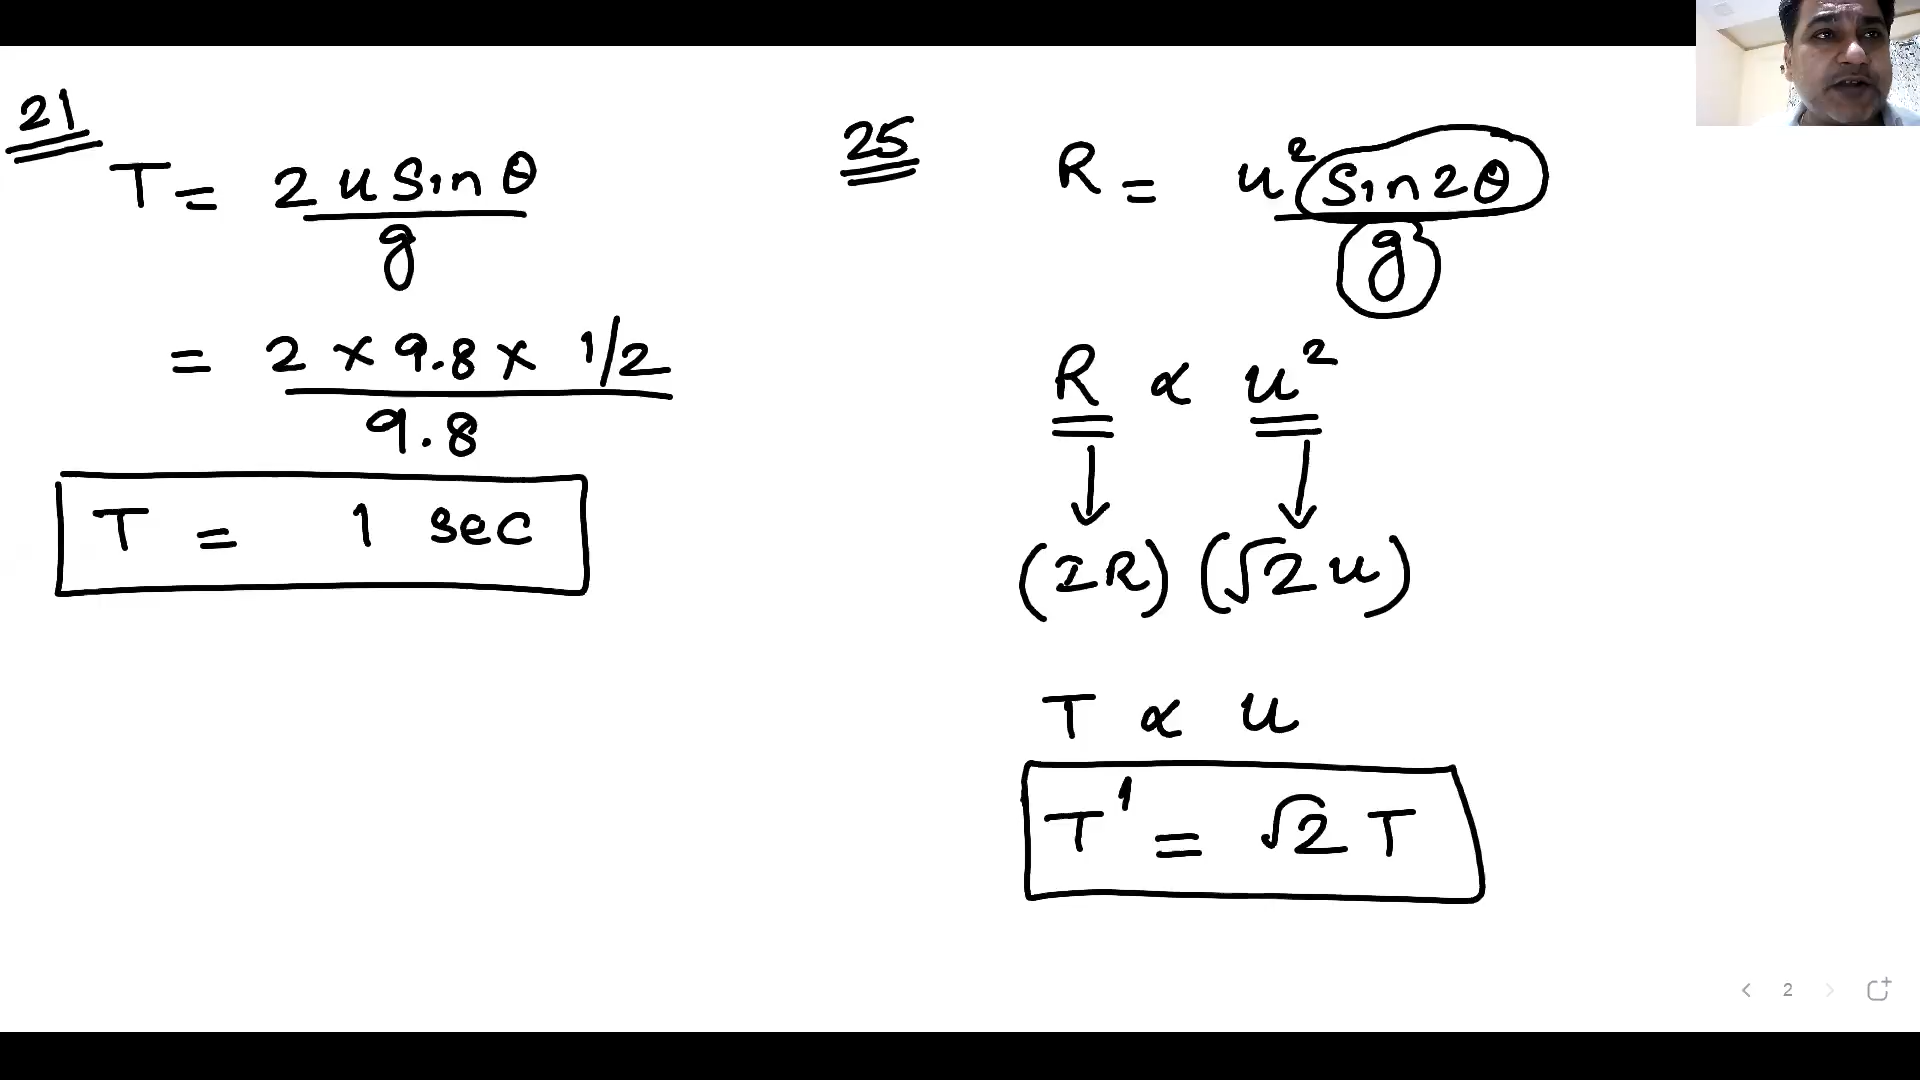 21
T = 2 u sin θ / g
= 2 × 9.8 × 1/2 / 9.8
T = 1 sec
25
R = u² sin 2θ / g
R ∝ u²
(2R) (√2 u)
T ∝ u
T' = √2 T
2